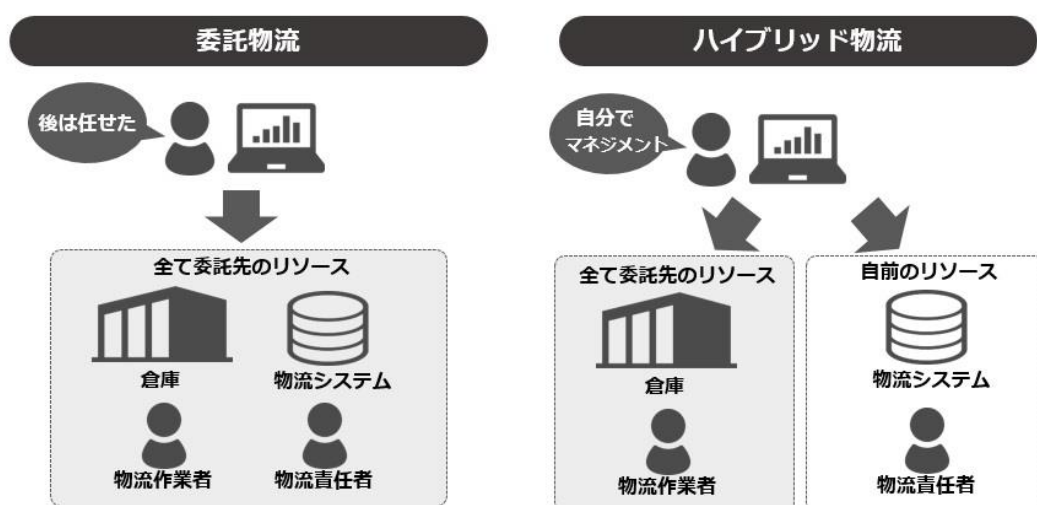 委託物流
後は任せた
全て委託先のリソース
倉庫
物流システム
物流作業者
物流責任者
ハイブリッド物流
自分で
マネジメント
全て委託先のリソース
倉庫
物流作業者
自前のリソース
物流システム
物流責任者